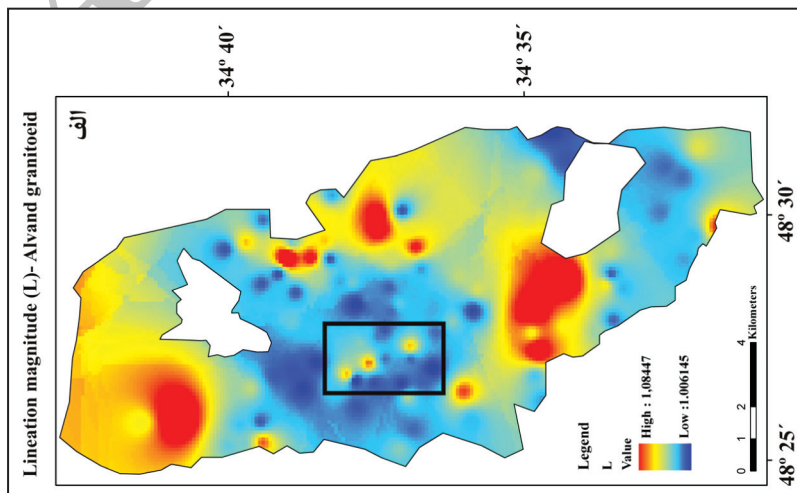 Lineation magnitude (L)- Alvand granitoeid
الف
34° 40´
34° 35´
48° 30´
48° 25´
Legend
L
Value
High : 1.08447
Low :1.006145
0 1 2 4
Kilometers